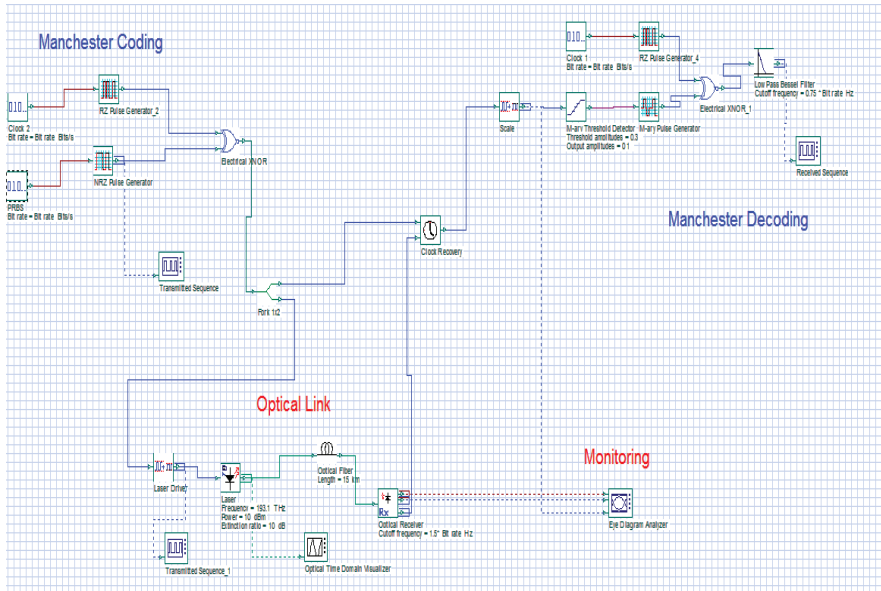 Manchester Coding
Clock 2
Bit rate = Bit rate Bits/s
RZ Pulse Generator_2
PRBS
Bit rate = Bit rate Bits/s
NRZ Pulse Generator
Electrical XNOR
Transmitted Sequence
Fork 1x2
Clock Recovery
Scale
Clock 1
Bit rate = Bit rate Bits/s
RZ Pulse Generator_4
M-ary Threshold Detector
Threshold amplitudes = 0.3
Output amplitudes = 0 1
M-ary Pulse Generator
Electrical XNOR_1
Low Pass Bessel Filter
Cutoff frequency = 0.75 * Bit rate Hz
Received Sequence
Manchester Decoding
Optical Link
Laser Driver
Laser
Frequency = 193.1 THz
Power = 10 dBm
Extinction ratio = 10 dB
Optical Fiber
Length = 15 km
Rx
Optical Receiver
Cutoff frequency = 1.5* Bit rate Hz
Transmitted Sequence_1
Optical Time Domain Visualizer
Monitoring
Eye Diagram Analyzer